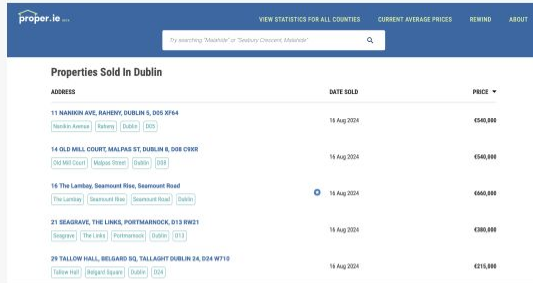 proper.ie
VIEW STATISTICS FOR ALL COUNTIES
CURRENT AVERAGE PRICES
REWIND
ABOUT
Try searching "Malahide" or "Seabury Crescent, Malahide"
Properties Sold In Dublin
ADDRESS DATE SOLD PRICE
11 NANIKIN AVE, RAHENY, DUBLIN 5, D05 XF64
Nanikin Avenue Raheny Dublin D05
16 Aug 2024 €540,000
14 OLD MILL COURT, MALPAS ST, DUBLIN 8, D08 C9XR
Old Mill Court Malpas Street Dublin D08
16 Aug 2024 €540,000
16 The Lambay, Seamount Rise, Seamount Road
The Lambay Seamount Rise Seamount Road Dublin
16 Aug 2024 €660,000
21 SEAGRAVE, THE LINKS, PORTMARNOCK, D13 RW21
Seagrave The Links Portmarnock Dublin D13
16 Aug 2024 €380,000
29 TALLOW HALL, BELGARD SQ, TALLAGHT DUBLIN 24, D24 W710
Tallow Hall Belgard Square Dublin D24
16 Aug 2024 €215,000